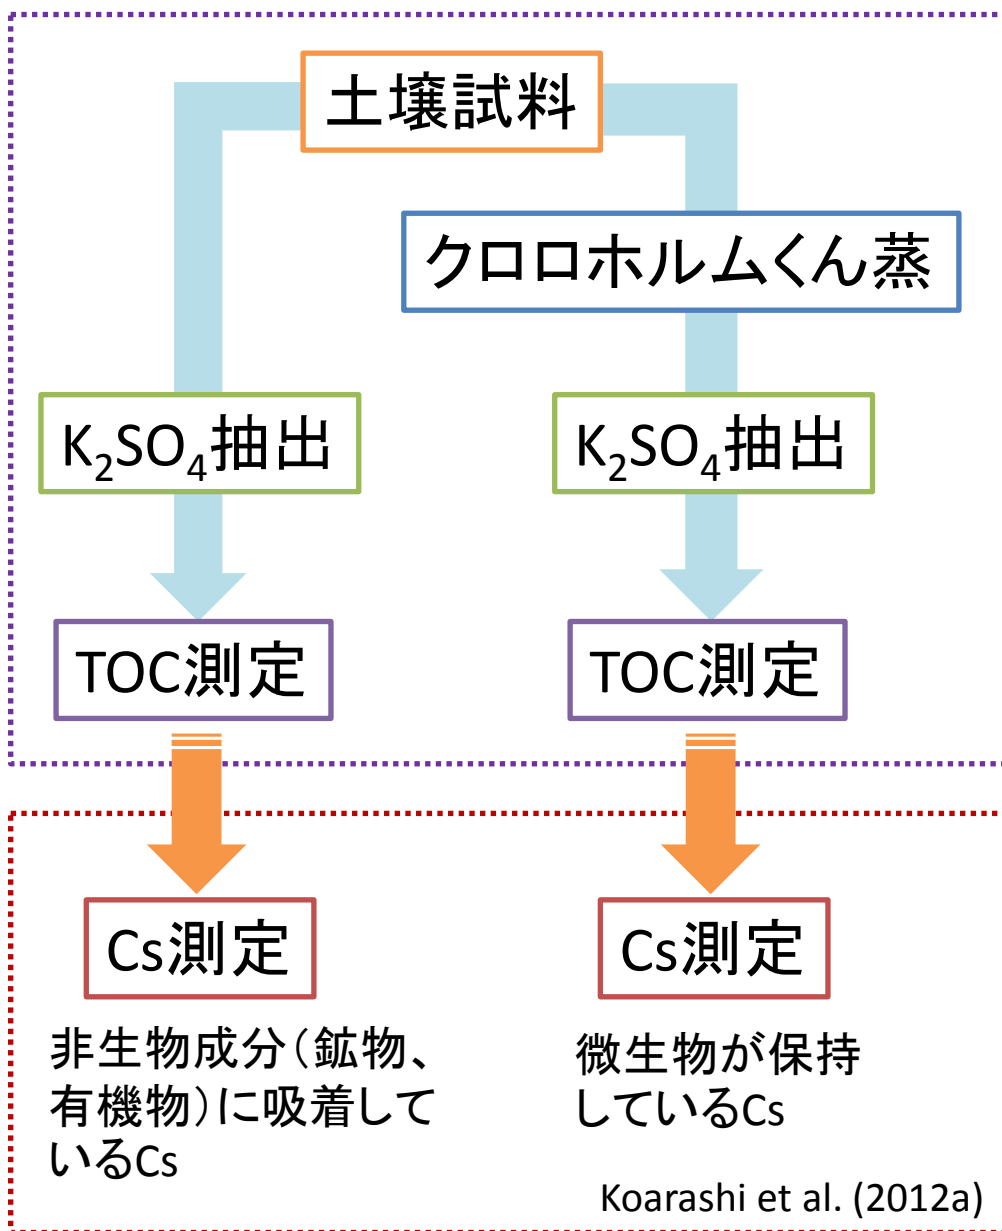 土壌試料
クロロホルムくん蒸
K₂SO₄抽出
K₂SO₄抽出
TOC測定
TOC測定
Cs測定
Cs測定
非生物成分(鉱物、
有機物)に吸着して
いるCs
微生物が保持
しているCs
Koarashi et al. (2012a)